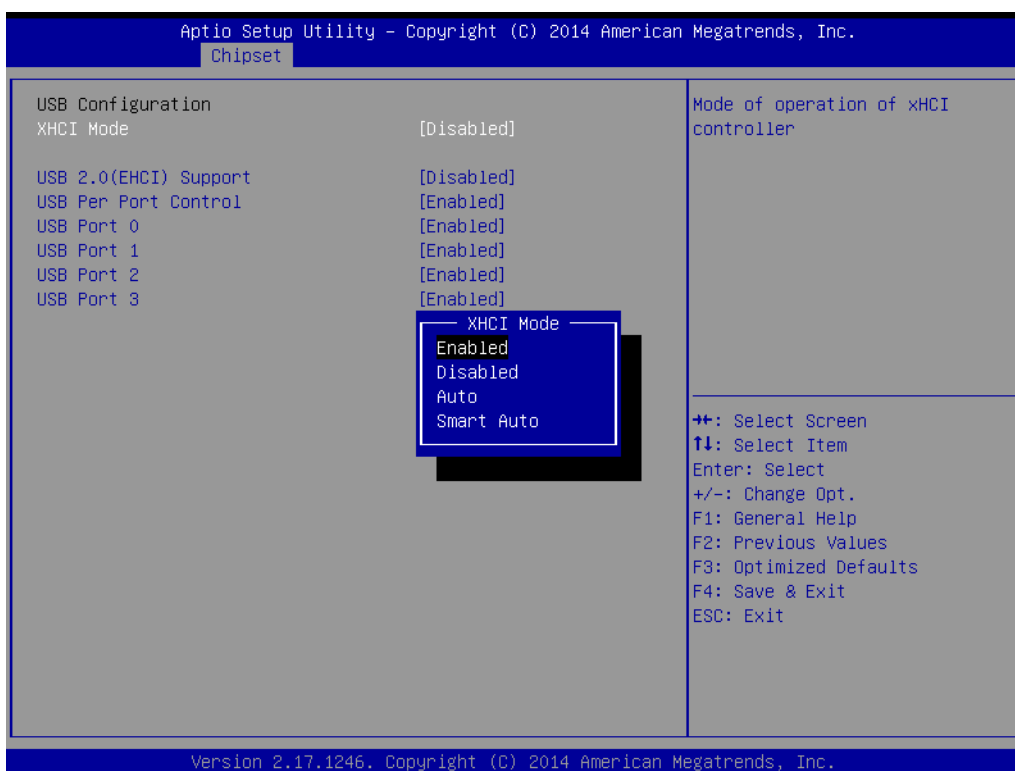 Aptio Setup Utility – Copyright (C) 2014 American Megatrends, Inc.
Chipset
USB Configuration
XHCI Mode [Disabled]
USB 2.0(EHCI) Support [Disabled]
USB Per Port Control [Enabled]
USB Port 0 [Enabled]
USB Port 1 [Enabled]
USB Port 2 [Enabled]
USB Port 3 [Enabled]
XHCI Mode
Enabled
Disabled
Auto
Smart Auto
Mode of operation of xHCI
controller
→←: Select Screen
↑↓: Select Item
Enter: Select
+/-: Change Opt.
F1: General Help
F2: Previous Values
F3: Optimized Defaults
F4: Save & Exit
ESC: Exit
Version 2.17.1246. Copyright (C) 2014 American Megatrends, Inc.